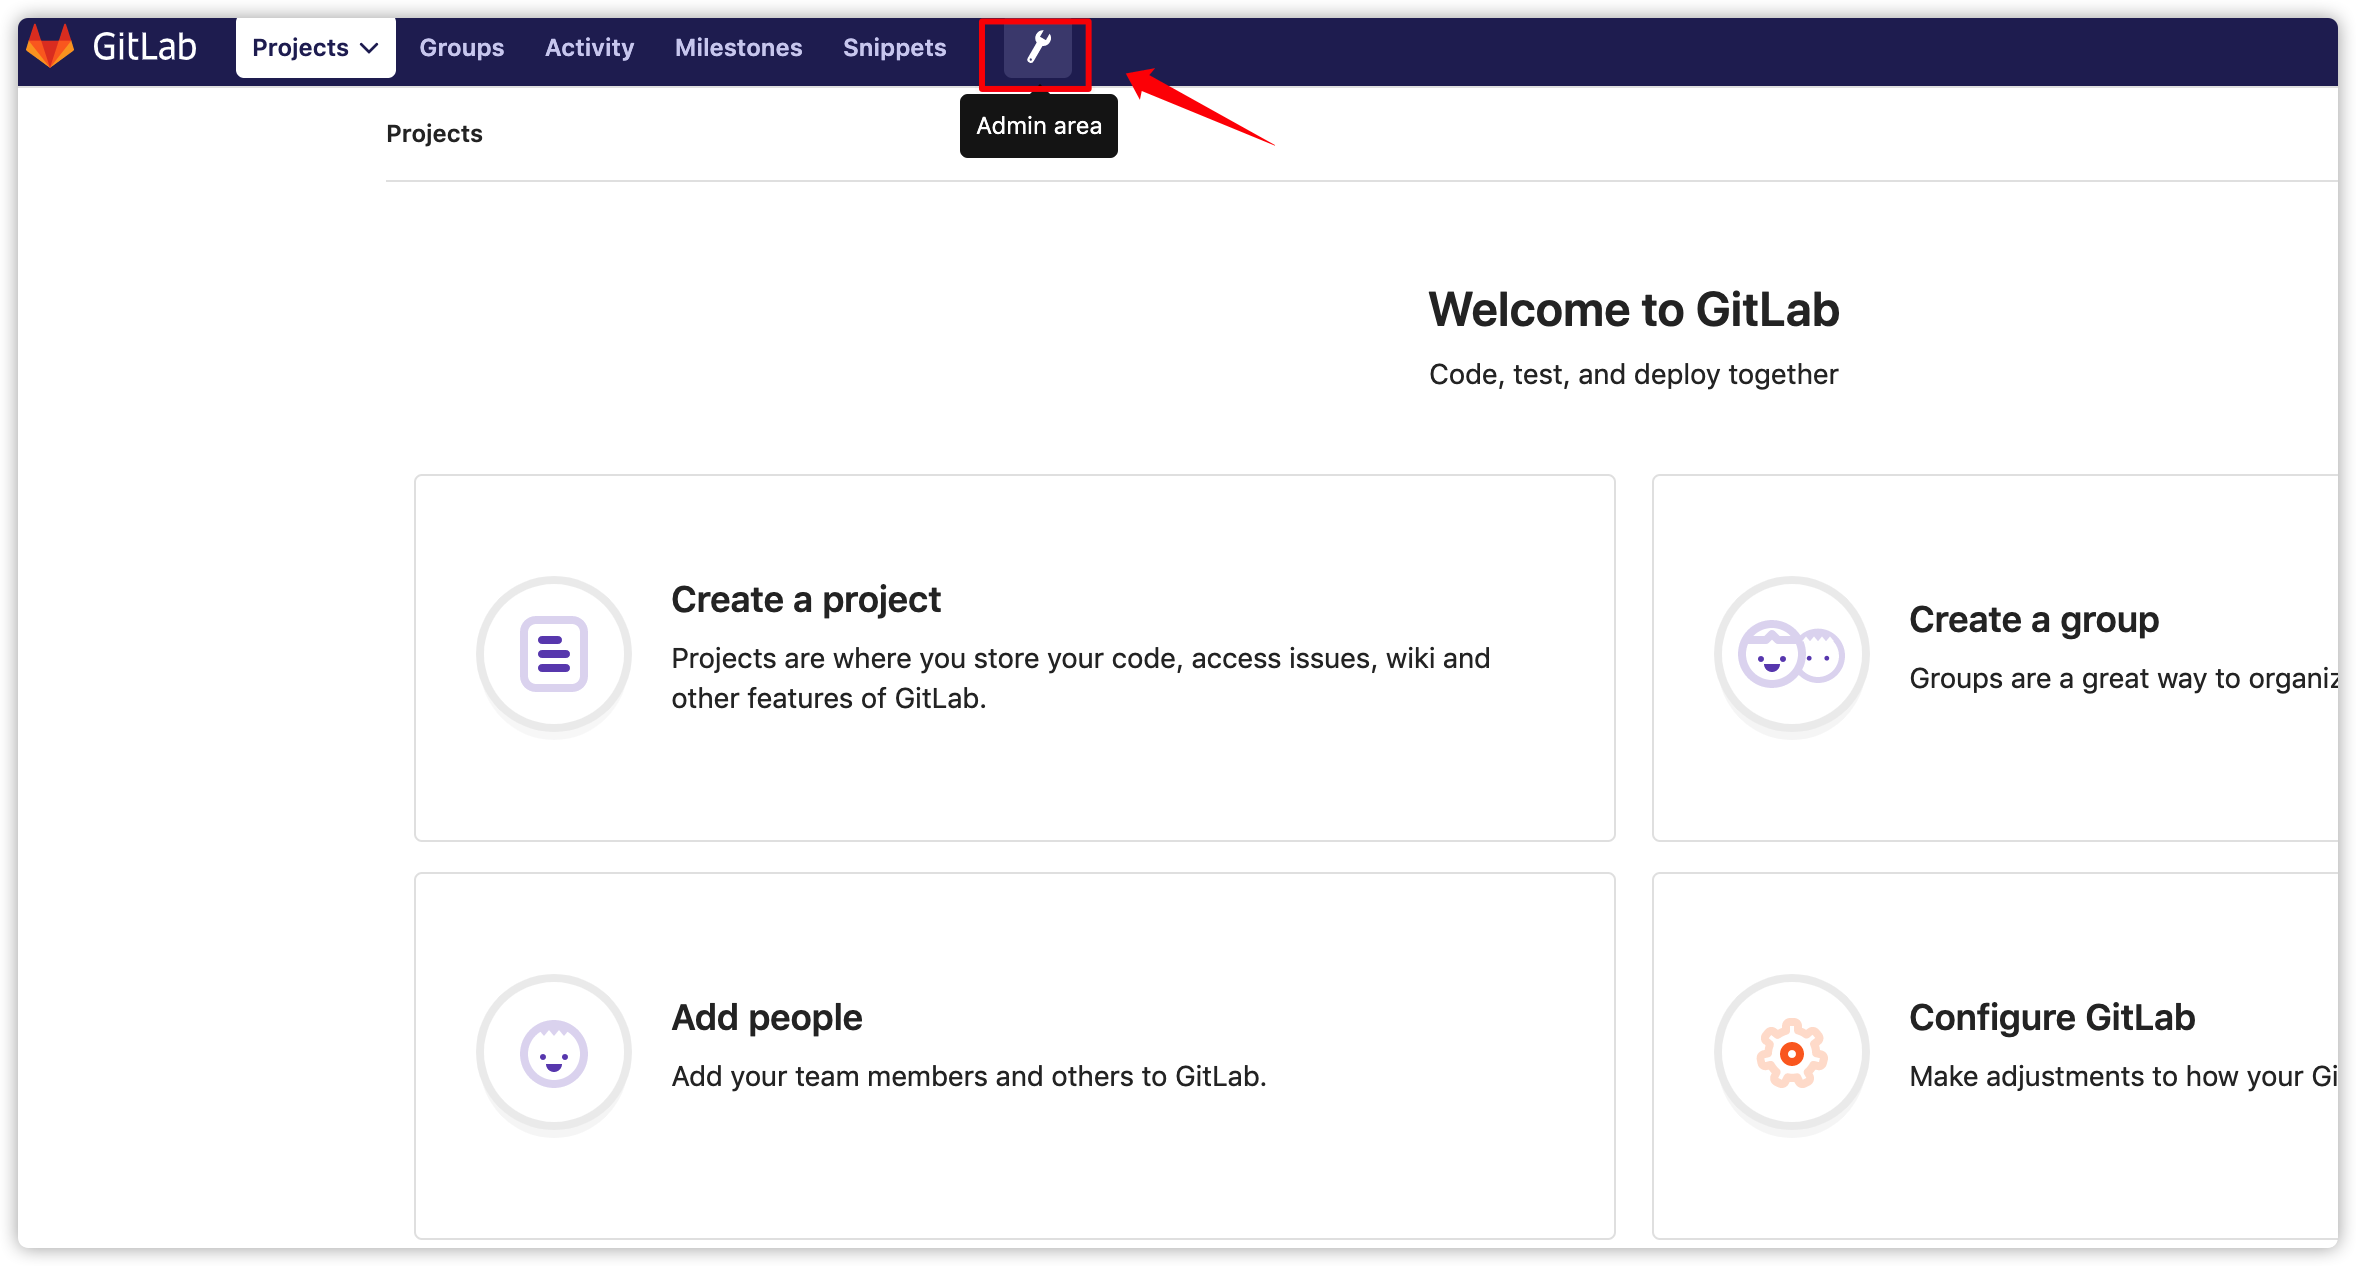 GitLab Projects Groups Activity Milestones Snippets
Admin area
Projects
Welcome to GitLab
Code, test, and deploy together
Create a project
Projects are where you store your code, access issues, wiki and
other features of GitLab.
Create a group
Groups are a great way to organiz
Add people
Add your team members and others to GitLab.
Configure GitLab
Make adjustments to how your Gi